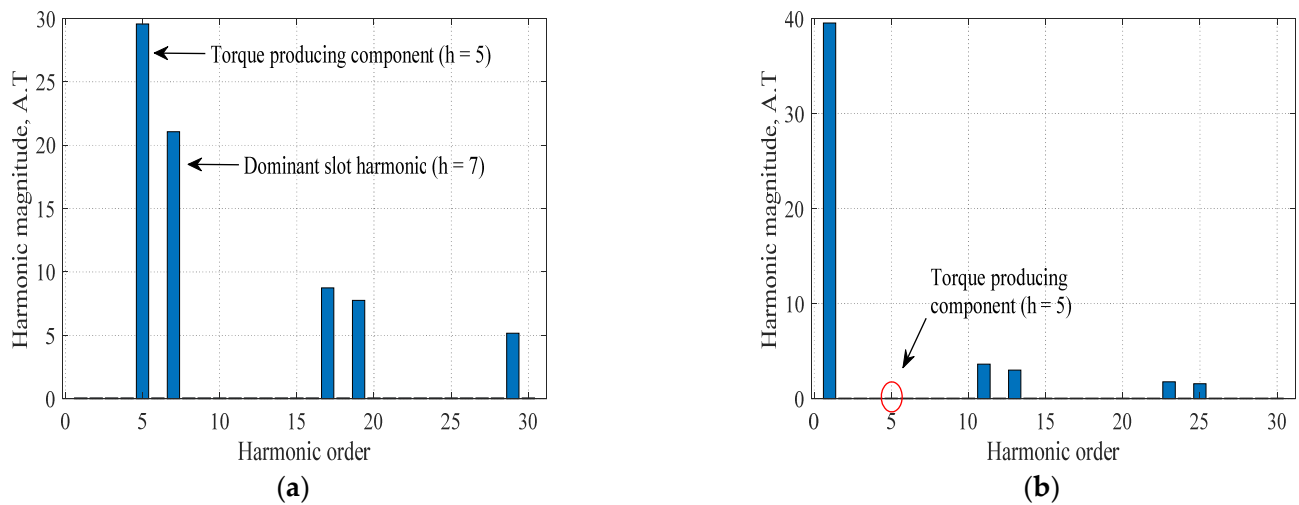 30
25
20
15
10
5
0
Harmonic magnitude, A.T
Torque producing component (h = 5)
Dominant slot harmonic (h = 7)
0 5 10 15 20 25 30
Harmonic order
(a)
40
30
20
10
0
Harmonic magnitude, A.T
Torque producing
component (h = 5)
0 5 10 15 20 25 30
Harmonic order
(b)